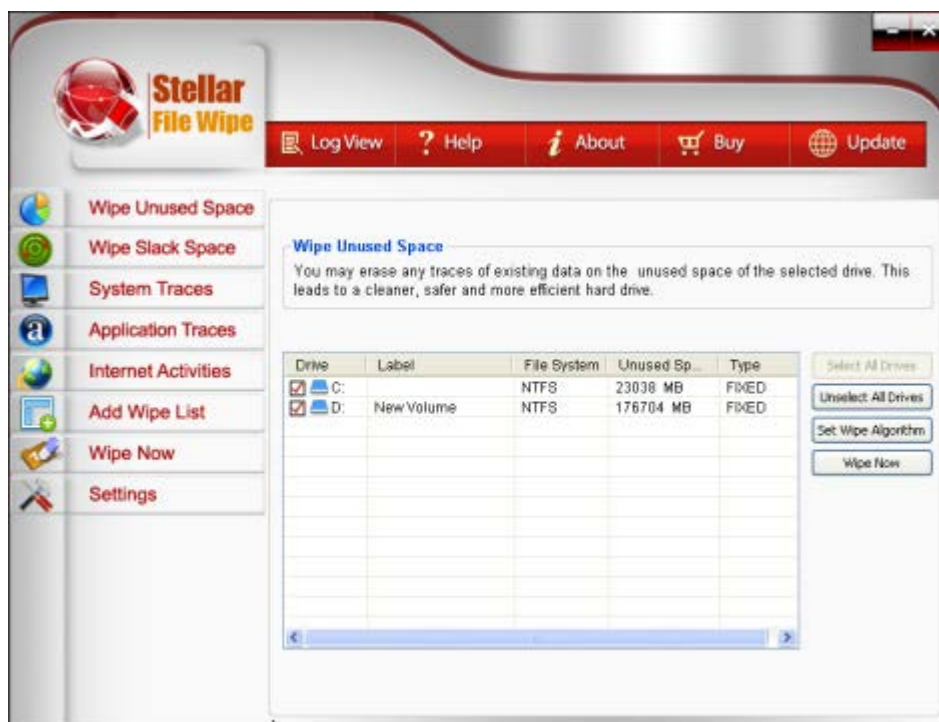 Stellar
File Wipe
Log View
? Help
i About
Buy
Update
Wipe Unused Space
Wipe Slack Space
System Traces
Application Traces
Internet Activities
Add Wipe List
Wipe Now
Settings
Wipe Unused Space
You may erase any traces of existing data on the unused space of the selected drive. This
leads to a cleaner, safer and more efficient hard drive.
Drive Label File System Unused Sp... Type
C: NTFS 23038 MB FIXED
D: New Volume NTFS 176704 MB FIXED
Select All Drives
Unselect All Drives
Set Wipe Algorithm
Wipe Now